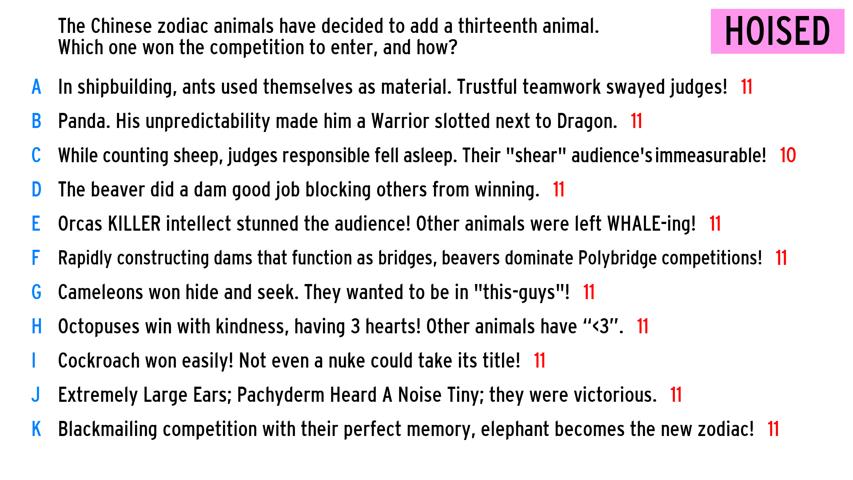 The Chinese zodiac animals have decided to add a thirteenth animal.
Which one won the competition to enter, and how?
HOISED
A In shipbuilding, ants used themselves as material. Trustful teamwork swayed judges! 11
B Panda. His unpredictability made him a Warrior slotted next to Dragon. 11
C While counting sheep, judges responsible fell asleep. Their "shear" audience's immeasurable! 10
D The beaver did a dam good job blocking others from winning. 11
E Orcas KILLER intellect stunned the audience! Other animals were left WHALE-ing! 11
F Rapidly constructing dams that function as bridges, beavers dominate Polybridge competitions! 11
G Cameleons won hide and seek. They wanted to be in "this-guys"! 11
H Octopuses win with kindness, having 3 hearts! Other animals have “<3”. 11
I Cockroach won easily! Not even a nuke could take its title! 11
J Extremely Large Ears; Pachyderm Heard A Noise Tiny; they were victorious. 11
K Blackmailing competition with their perfect memory, elephant becomes the new zodiac! 11